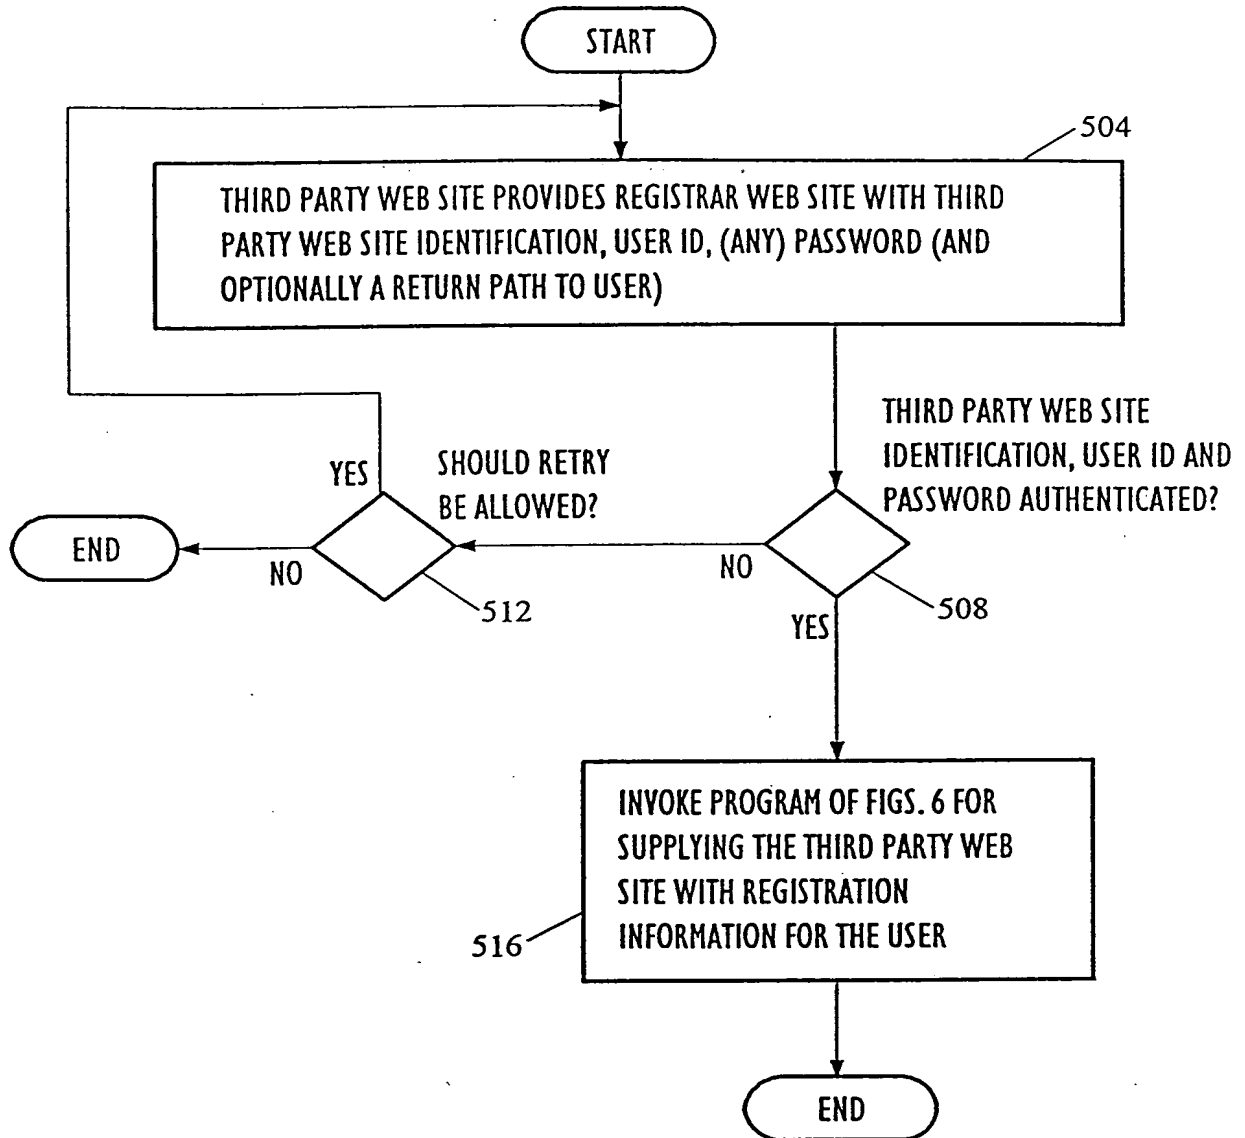 START
504
THIRD PARTY WEB SITE PROVIDES REGISTRAR WEB SITE WITH THIRD
PARTY WEB SITE IDENTIFICATION, USER ID, (ANY) PASSWORD (AND
OPTIONALLY A RETURN PATH TO USER)
THIRD PARTY WEB SITE
IDENTIFICATION, USER ID AND
PASSWORD AUTHENTICATED?
YES
SHOULD RETRY
BE ALLOWED?
END
NO
512
NO
508
YES
INVOKE PROGRAM OF FIGS. 6 FOR
SUPPLYING THE THIRD PARTY WEB
SITE WITH REGISTRATION
INFORMATION FOR THE USER
516
END